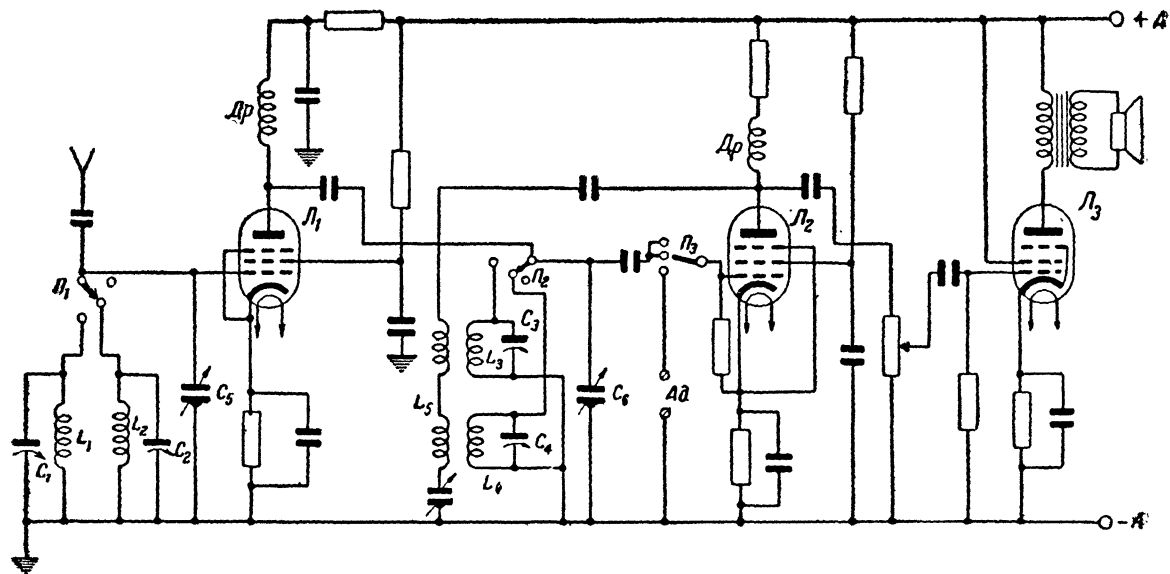 + А
Др
Др
Л₁
Л₂
Л₃
П₁
П₂
П₃
C₃
L₃
C₅
C₆
Ад
L₅
L₁
L₂
C₄
C₁
C₂
L₄
- А